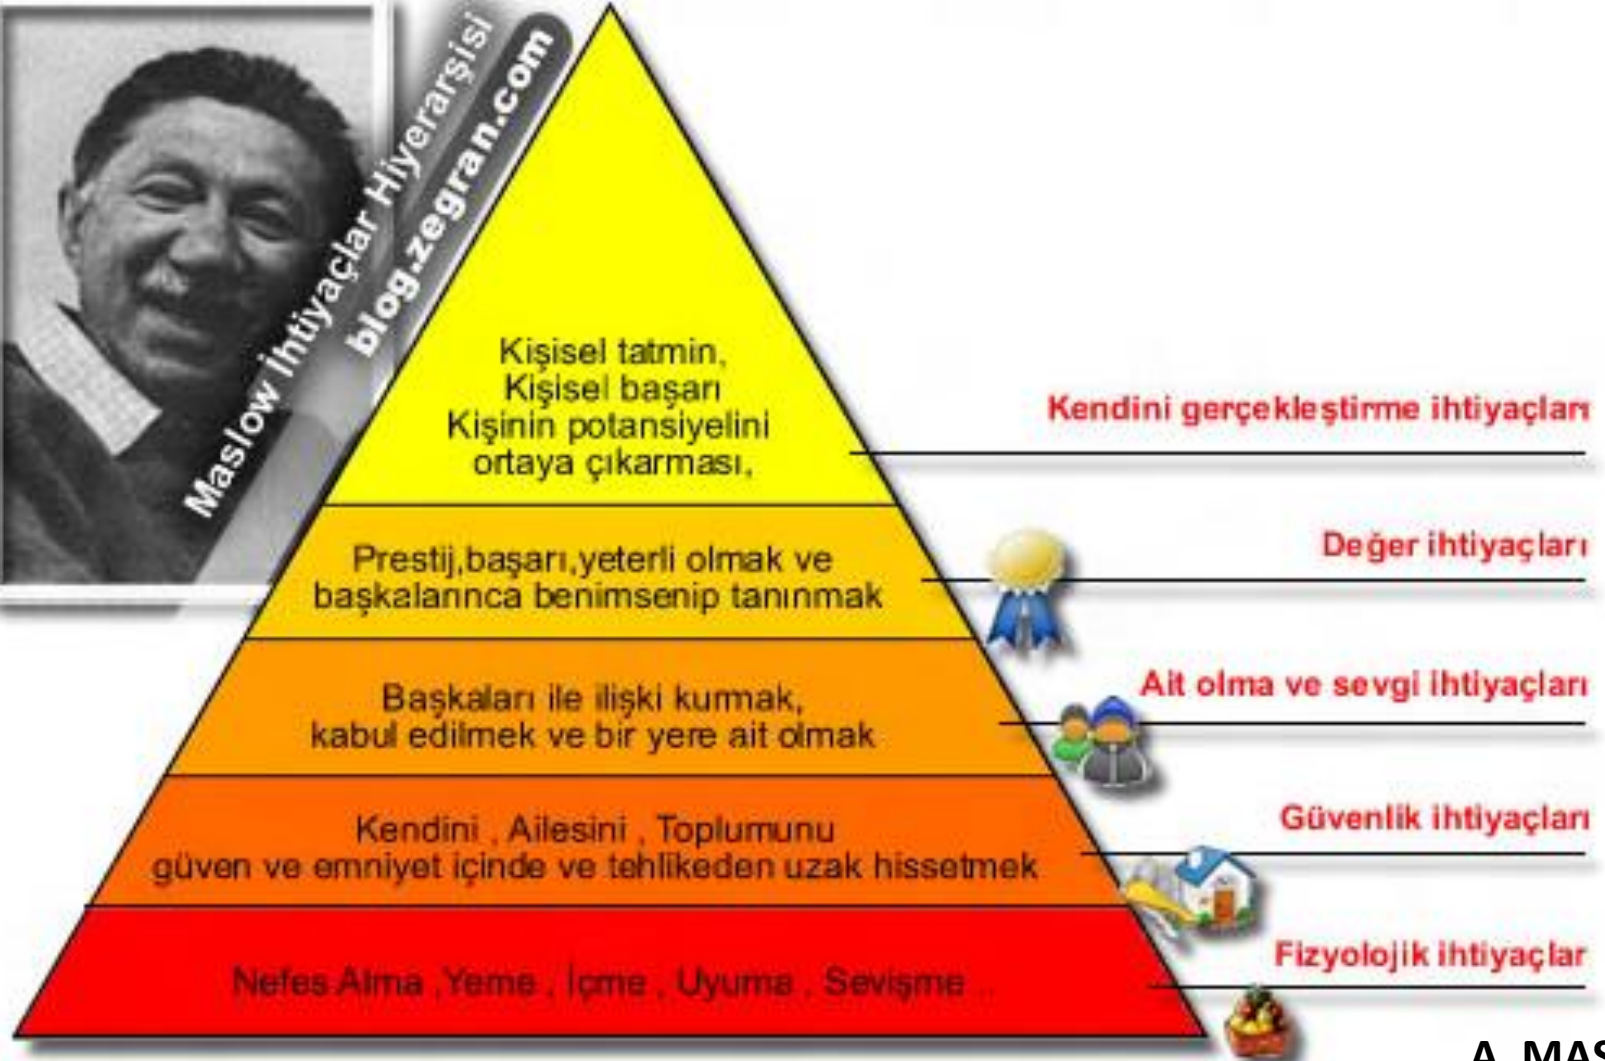 Maslow İhtiyaçlar Hiyerarşisi
blog.zegran.com
Kişisel tatmin,
Kişisel başarı
Kişinin potansiyelini
ortaya çıkarması,
Kendini gerçekleştirme ihtiyaçları
Prestij,başarı,yeterli olmak ve
başkalarınca benimsenip tanınmak
Değer ihtiyaçları
Başkaları ile ilişki kurmak,
kabul edilmek ve bir yere ait olmak
Ait olma ve sevgi ihtiyaçları
Kendini , Ailesini , Toplumunu
güven ve emniyet içinde ve tehlikeden uzak hissetmek
Güvenlik ihtiyaçları
Nefes Alma ,Yeme , İçme , Uyuma , Sevişme ..
Fizyolojik ihtiyaçlar
A. MAS